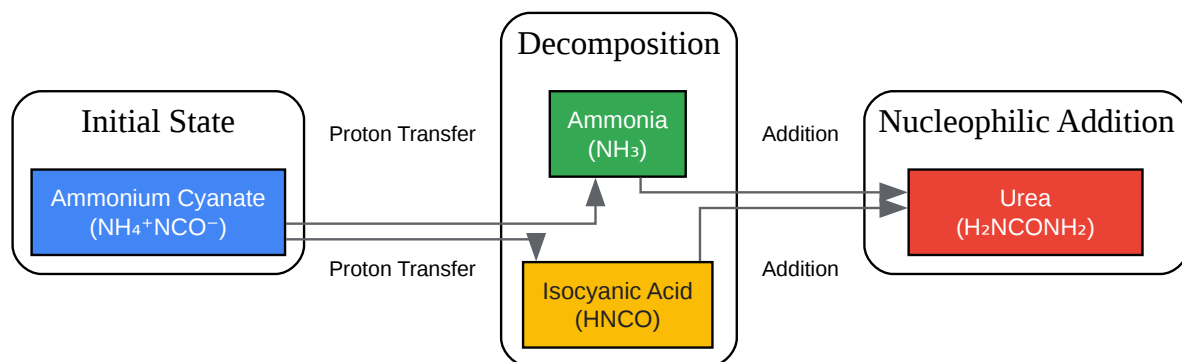 Initial State
Ammonium Cyanate
(NH₄⁺NCO⁻)
Proton Transfer
Proton Transfer
Decomposition
Ammonia
(NH₃)
Isocyanic Acid
(HNCO)
Addition
Addition
Nucleophilic Addition
Urea
(H₂NCONH₂)